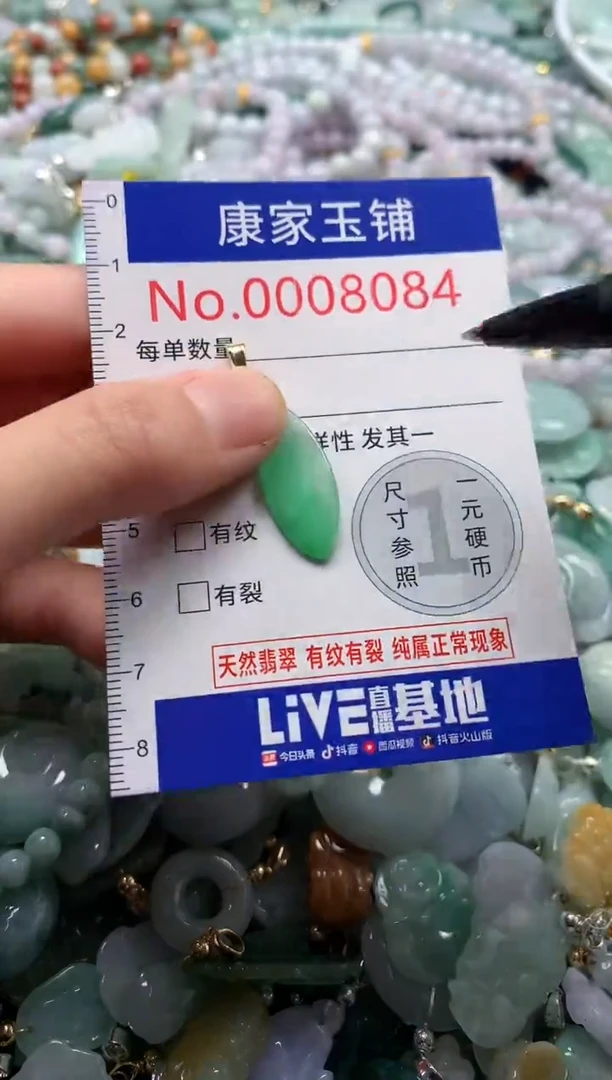 0
康家玉铺
1
No.0008084
2
每单数量
样性 发其一
5
有纹
尺寸参照
1
一元硬币
6
有裂
7
天然翡翠 有纹有裂 纯属正常现象
LiVE直播基地
8
今日头条 抖音 西瓜视频 抖音火山版